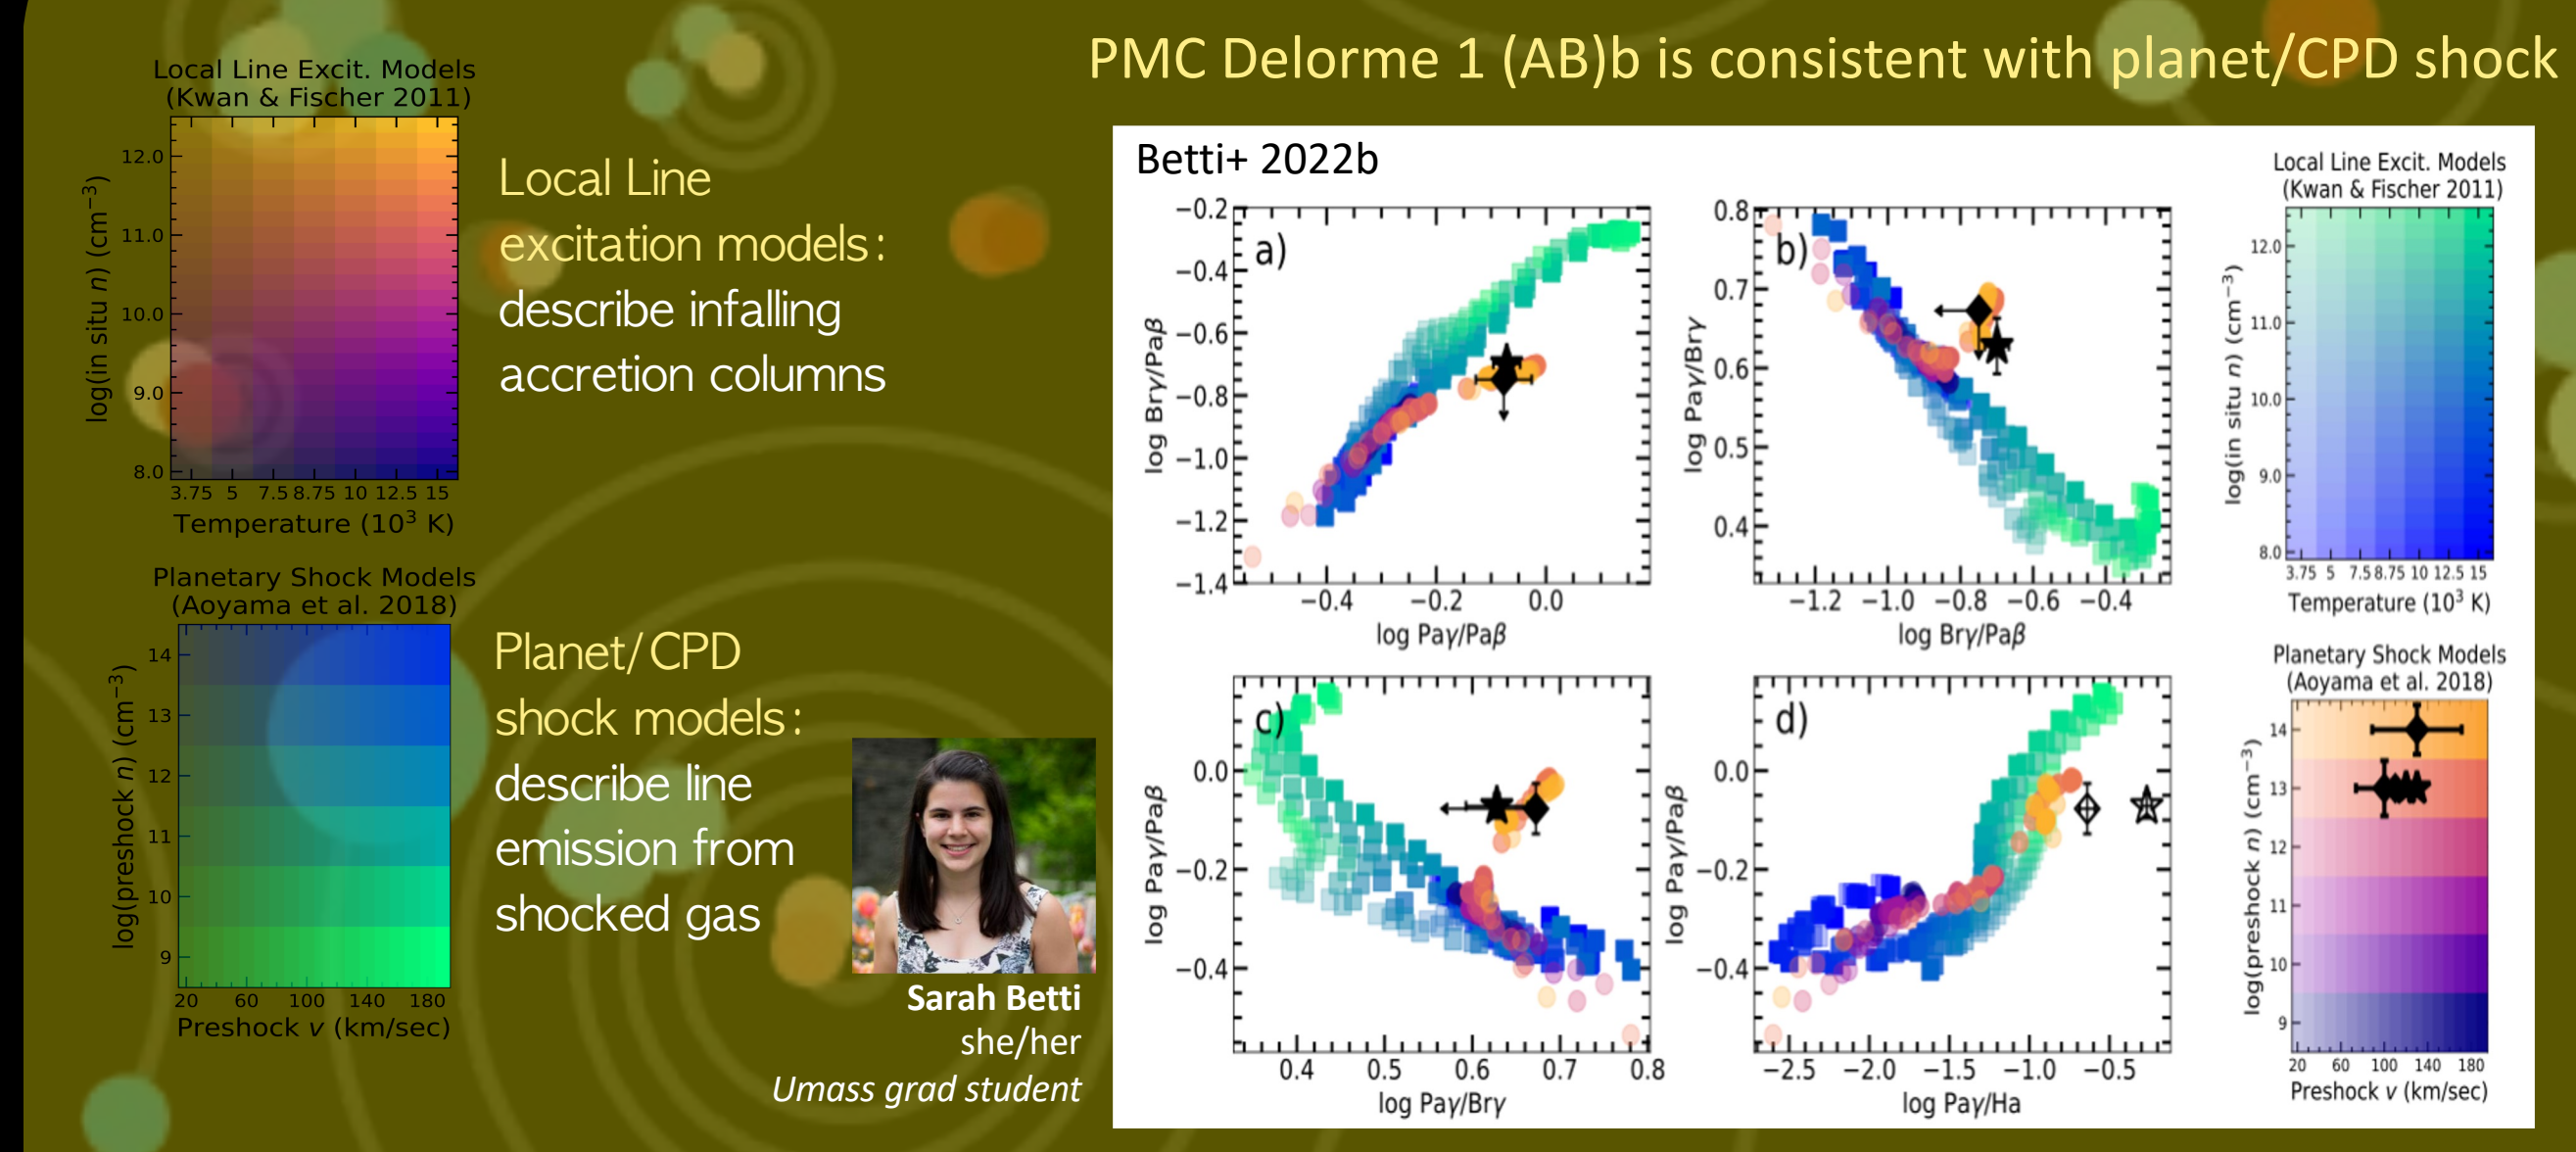 PMC Delorme 1 (AB)b is consistent with planet/CPD shock
Local Line Excit. Models
(Kwan & Fischer 2011)
log(in situ n) (cm⁻³)
12.0
11.0
10.0
9.0
8.0
3.75 5 7.5 8.75 10 12.5 15
Temperature (10³ K)
Local Line
excitation models:
describe infalling
accretion columns
Planetary Shock Models
(Aoyama et al. 2018)
log(preshock n) (cm⁻³)
14
13
12
11
10
9
20 60 100 140 180
Preshock v (km/sec)
Planet/CPD
shock models:
describe line
emission from
shocked gas
Sarah Betti
she/her
Umass grad student
Betti+ 2022b
a)
log Brγ/Paβ
−0.2
−0.4
−0.6
−0.8
−1.0
−1.2
−1.4
−0.4 −0.2 0.0
log Paγ/Paβ
b)
log Paγ/Brγ
0.8
0.7
0.6
0.5
0.4
−1.2 −1.0 −0.8 −0.6 −0.4
log Brγ/Paβ
c)
log Paγ/Paβ
0.0
−0.2
−0.4
0.4 0.5 0.6 0.7 0.8
log Paγ/Brγ
d)
log Paγ/Paβ
0.0
−0.2
−0.4
−2.5 −2.0 −1.5 −1.0 −0.5
log Paγ/Ha
Local Line Excit. Models
(Kwan & Fischer 2011)
log(in situ n) (cm⁻³)
12.0
11.0
10.0
9.0
8.0
3.75 5 7.5 8.75 10 12.5 15
Temperature (10³ K)
Planetary Shock Models
(Aoyama et al. 2018)
log(preshock n) (cm⁻³)
14
13
12
11
10
9
20 60 100 140 180
Preshock v (km/sec)